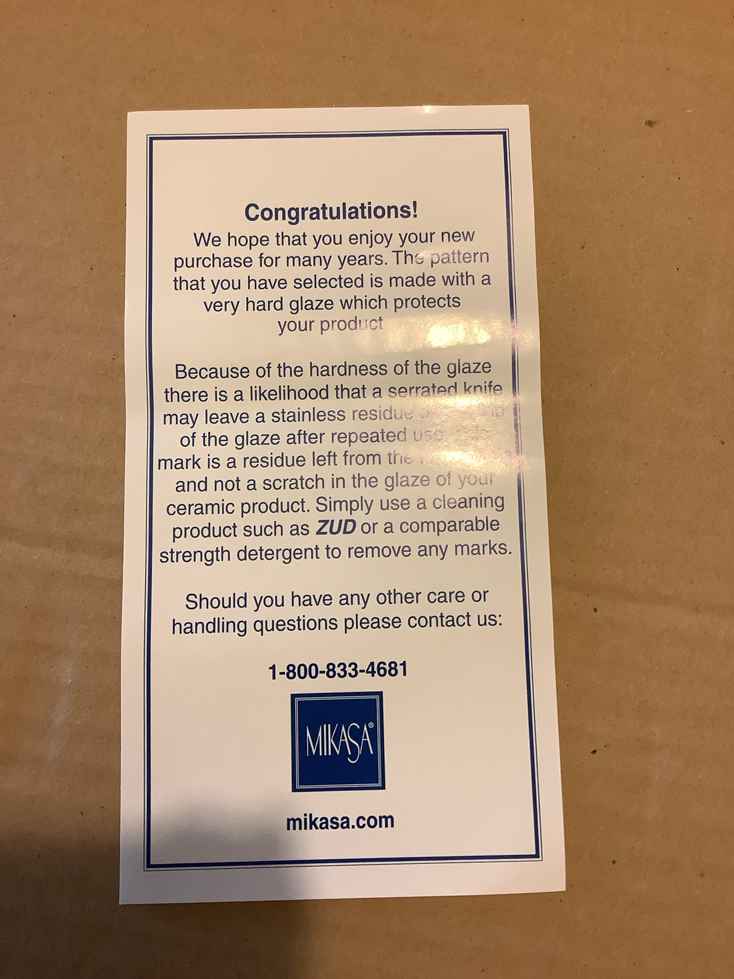 Congratulations!
We hope that you enjoy your new
purchase for many years. The pattern
that you have selected is made with a
very hard glaze which protects
your product
Because of the hardness of the glaze
there is a likelihood that a serrated knife
may leave a stainless residue
of the glaze after repeated use
mark is a residue left from the
and not a scratch in the glaze of your
ceramic product. Simply use a cleaning
product such as ZUD or a comparable
strength detergent to remove any marks.
Should you have any other care or
handling questions please contact us:
1-800-833-4681
MIKASA®
mikasa.com